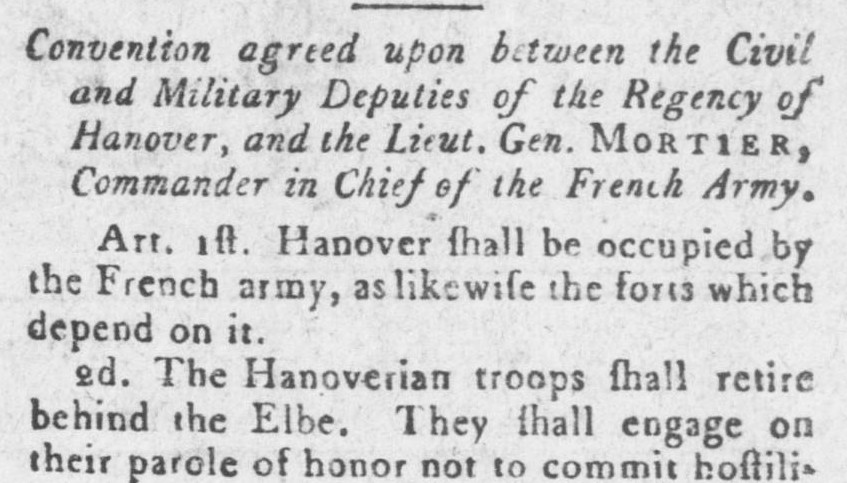 Convention agreed upon between the Civil
and Military Deputies of the Regency of
Hanover, and the Lieut. Gen. MORTIER,
Commander in Chief of the French Army.
Art. 1ſt. Hanover ſhall be occupied by
the French army, as likewiſe the forts which
depend on it.
2d. The Hanoverian troops ſhall retire
behind the Elbe. They ſhall engage on
their parole of honor not to commit hoſtili-